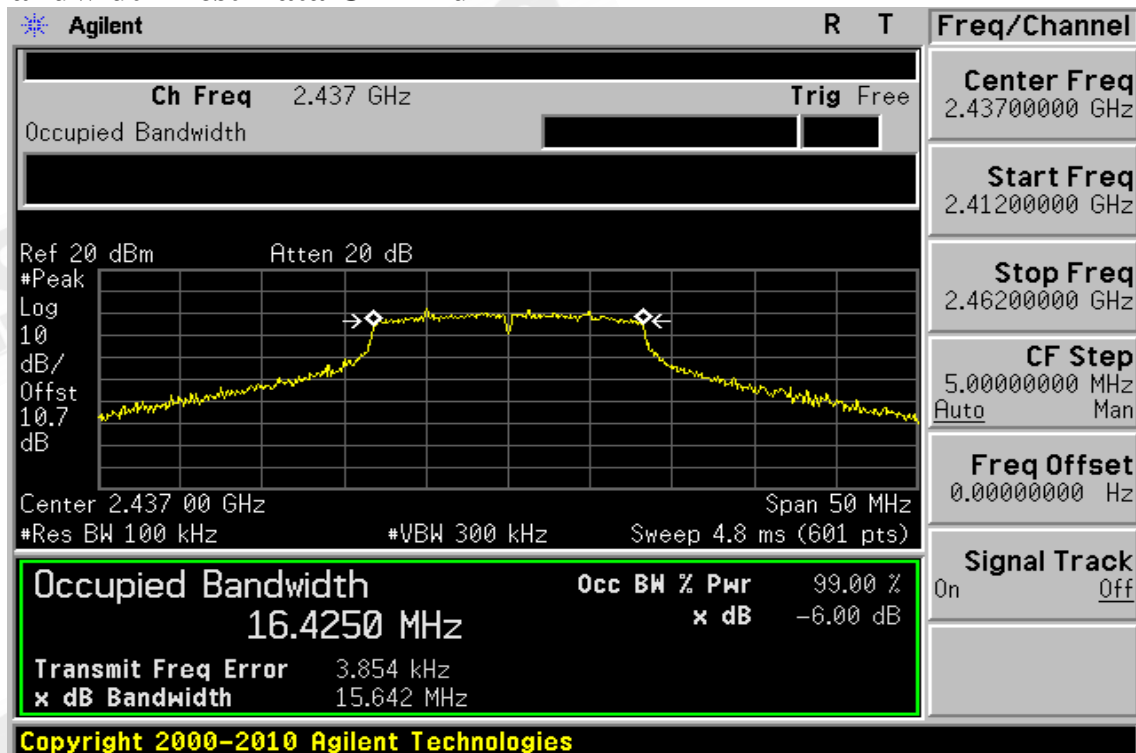 Agilent R T Freq/Channel
Ch Freq 2.437 GHz Trig Free
Occupied Bandwidth
Center Freq
2.43700000 GHz
Start Freq
2.41200000 GHz
Stop Freq
2.46200000 GHz
CF Step
5.00000000 MHz
Auto Man
Freq Offset
0.00000000 Hz
Signal Track
On Off
Ref 20 dBm Atten 20 dB
#Peak
Log
10
dB/
Offst
10.7
dB
Center 2.437 00 GHz Span 50 MHz
#Res BW 100 kHz #VBW 300 kHz Sweep 4.8 ms (601 pts)
Occupied Bandwidth Occ BW % Pwr 99.00 %
16.4250 MHz x dB -6.00 dB
Transmit Freq Error 3.854 kHz
x dB Bandwidth 15.642 MHz
Copyright 2000-2010 Agilent Technologies